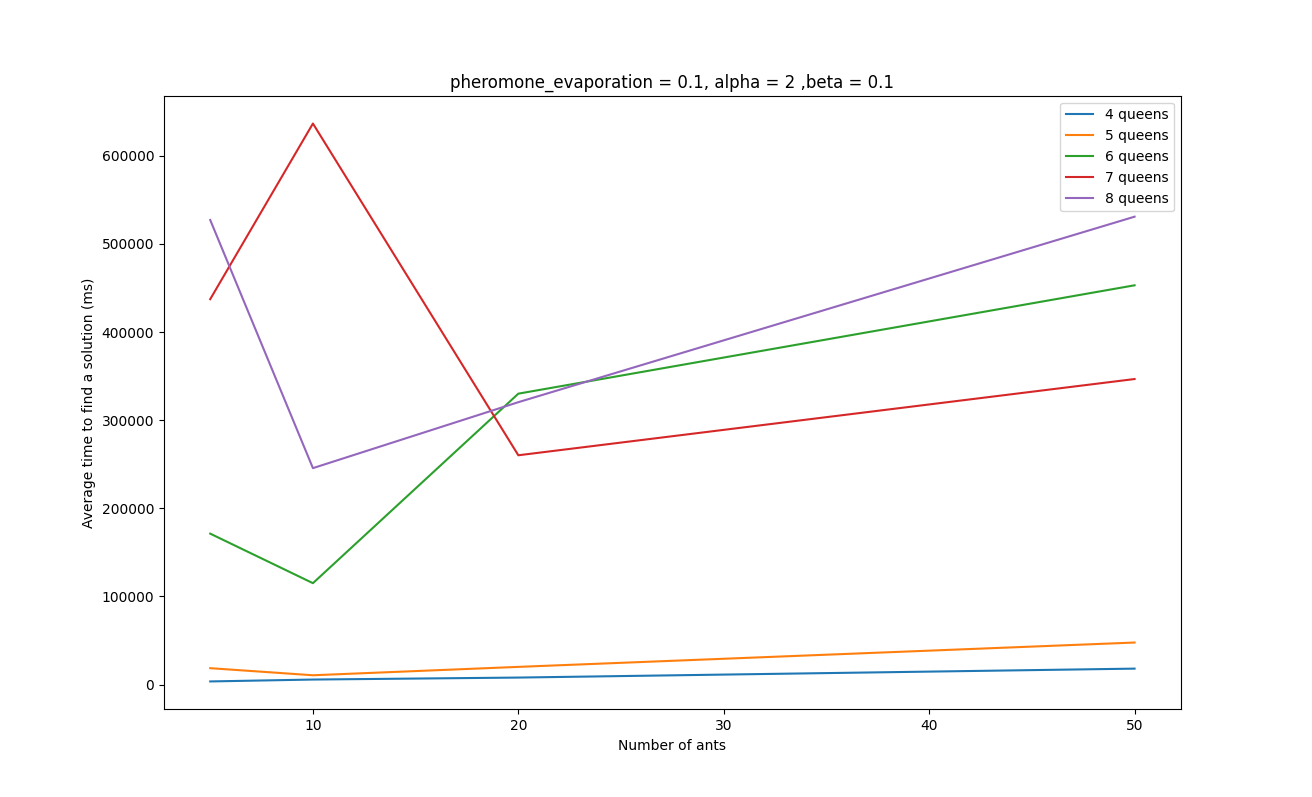 pheromone_evaporation = 0.1, alpha = 2 ,beta = 0.1
4 queens
5 queens
6 queens
7 queens
8 queens
Average time to find a solution (ms)
600000
500000
400000
300000
200000
100000
0
10 20 30 40 50
Number of ants